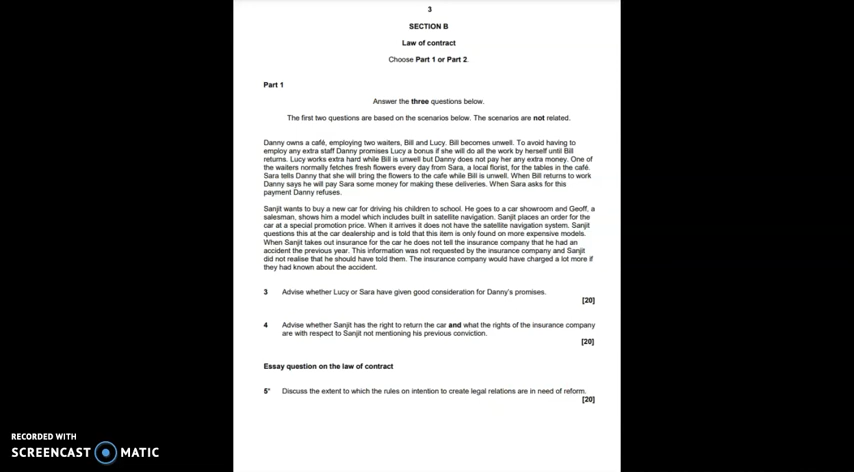 3
SECTION B
Law of contract
Choose Part 1 or Part 2.
Part 1
Answer the three questions below.
The first two questions are based on the scenarios below. The scenarios are not related.
Danny owns a café, employing two waiters, Bill and Lucy. Bill becomes unwell. To avoid having to
employ any extra staff Danny promises Lucy a bonus if she will do all the work by herself until Bill
returns. Lucy works extra hard while Bill is unwell but Danny does not pay her any extra money. One of
the waiters normally fetches fresh flowers every day from Sara, a local florist, for the tables in the café.
Sara tells Danny that she will bring the flowers to the cafe while Bill is unwell. When Bill returns to work
Danny says he will pay Sara some money for making these deliveries. When Sara asks for this
payment Danny refuses.
Sanjit wants to buy a new car for driving his children to school. He goes to a car showroom and Geoff, a
salesman, shows him a model which includes built in satellite navigation. Sanjit places an order for the
car at a special promotion price. When it arrives it does not have the satellite navigation system. Sanjit
questions this at the car dealership and is told that this item is only found on more expensive models.
When Sanjit takes out insurance for the car he does not tell the insurance company that he had an
accident the previous year. This information was not requested by the insurance company and Sanjit
did not realise that he should have told them. The insurance company would have charged a lot more if
they had known about the accident.
3 Advise whether Lucy or Sara have given good consideration for Danny's promises.
[20]
4 Advise whether Sanjit has the right to return the car and what the rights of the insurance company
are with respect to Sanjit not mentioning his previous conviction.
[20]
Essay question on the law of contract
5* Discuss the extent to which the rules on intention to create legal relations are in need of reform.
[20]
RECORDED WITH
SCREENCAST MATIC